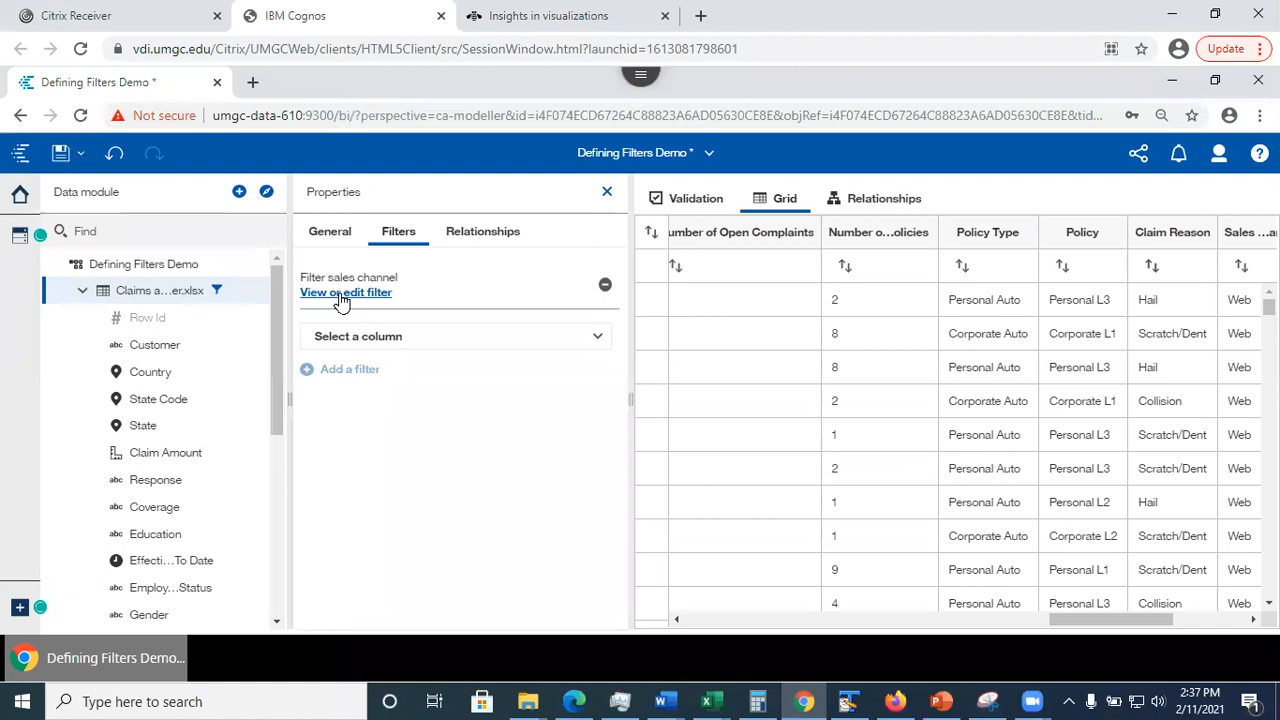 Citrix Receiver
IBM Cognos
Insights in visualizations
vdi.umgc.edu/Citrix/UMGCWeb/clients/HTML5Client/src/SessionWindow.html?launchid=1613081798601
Update
Defining Filters Demo *
Not secure
umgc-data-610:9300/bi/?perspective=ca-modeller&id=i4F074ECD67C64C88823A6AD05630CE8E&objRef=i4F074ECD67C64C88823A6AD05630CE8E&tid...
Defining Filters Demo *
Data module
Properties
Validation
Grid
Relationships
Find
General
Filters
Relationships
umber of Open Complaints
Number o...olicies
Policy Type
Policy
Claim Reason
Sales ...a
Defining Filters Demo
Claims a...er.xlsx
# Row Id
abc Customer
Country
State Code
State
Claim Amount
abc Response
abc Coverage
abc Education
Effecti...To Date
abc Employ...Status
abc Gender
Filter sales channel
View or edit filter
Select a column
Add a filter
2 Personal Auto Personal L3 Hail Web
8 Corporate Auto Corporate L1 Scratch/Dent Web
8 Personal Auto Personal L3 Hail Web
2 Corporate Auto Corporate L1 Collision Web
1 Personal Auto Personal L3 Scratch/Dent Web
2 Personal Auto Personal L3 Scratch/Dent Web
1 Personal Auto Personal L2 Hail Web
1 Corporate Auto Corporate L2 Scratch/Dent Web
9 Personal Auto Personal L1 Scratch/Dent Web
4 Personal Auto Personal L3 Collision Web
Defining Filters Demo...
Type here to search
2:37 PM
2/11/2021